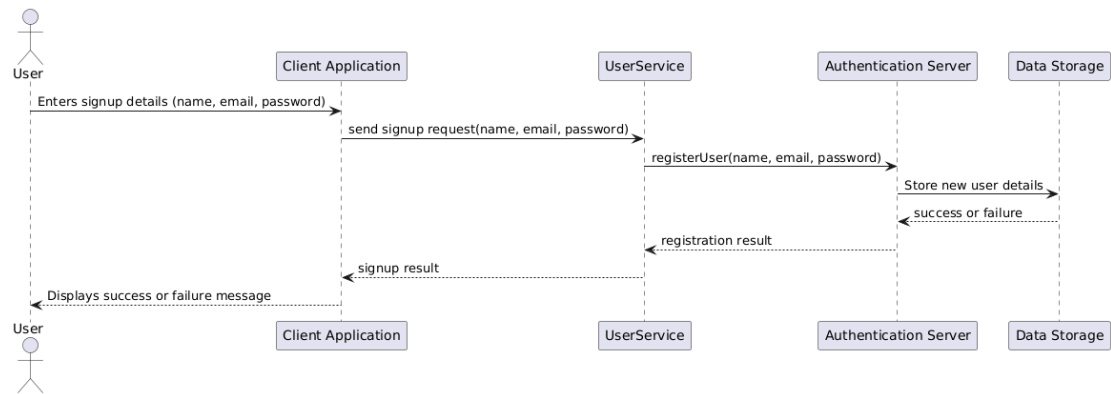 User
Client Application
UserService
Authentication Server
Data Storage
Enters signup details (name, email, password)
send signup request(name, email, password)
registerUser(name, email, password)
Store new user details
success or failure
registration result
signup result
Displays success or failure message
User
Client Application
UserService
Authentication Server
Data Storage